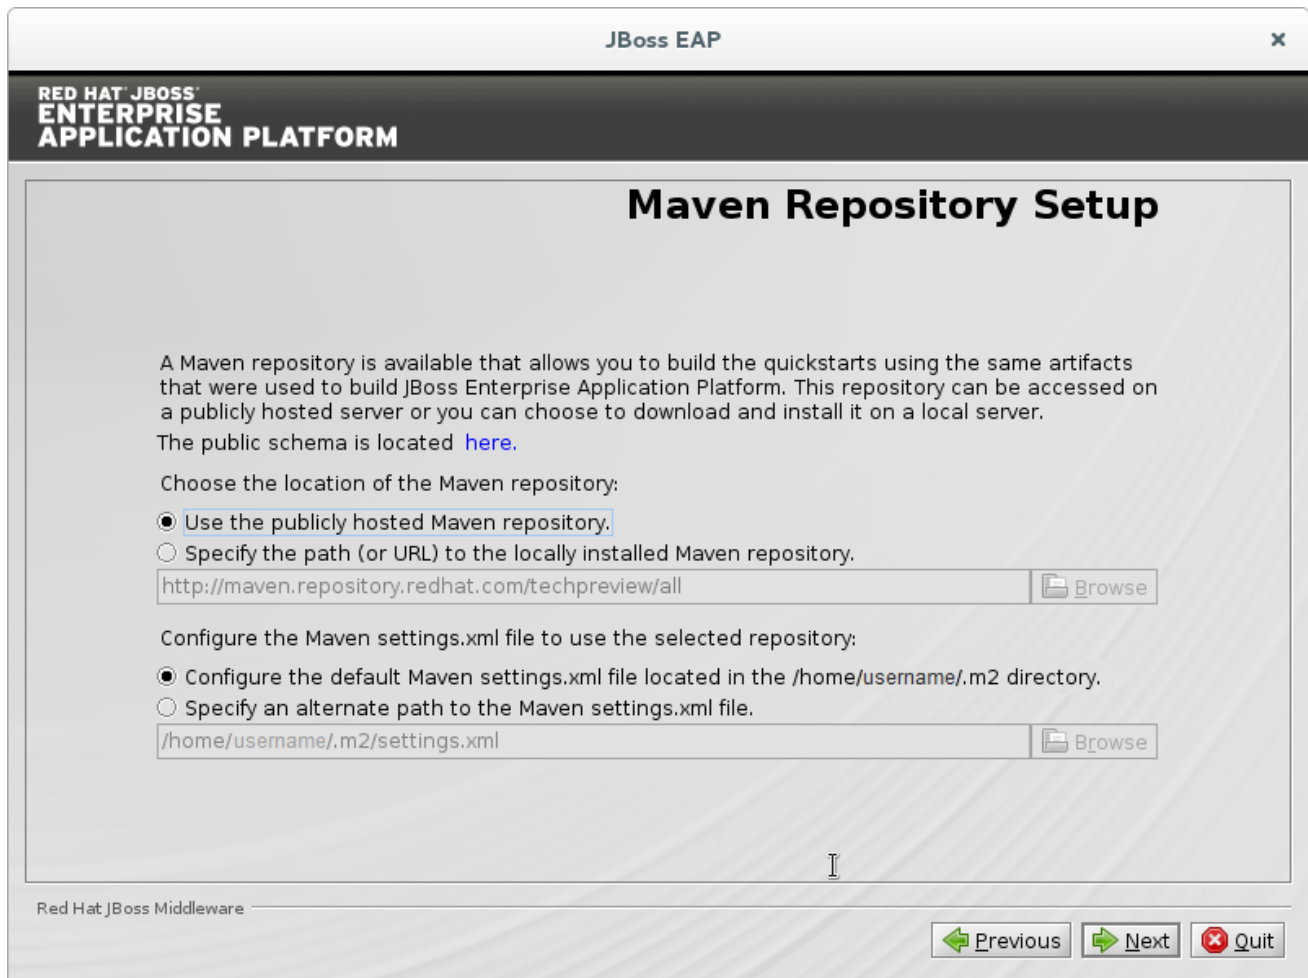 JBoss EAP
RED HAT JBOSS
ENTERPRISE
APPLICATION PLATFORM
Maven Repository Setup
A Maven repository is available that allows you to build the quickstarts using the same artifacts
that were used to build JBoss Enterprise Application Platform. This repository can be accessed on
a publicly hosted server or you can choose to download and install it on a local server.
The public schema is located here.
Choose the location of the Maven repository:
Use the publicly hosted Maven repository.
Specify the path (or URL) to the locally installed Maven repository.
http://maven.repository.redhat.com/techpreview/all Browse
Configure the Maven settings.xml file to use the selected repository:
Configure the default Maven settings.xml file located in the /home/username/.m2 directory.
Specify an alternate path to the Maven settings.xml file.
/home/username/.m2/settings.xml Browse
Red Hat JBoss Middleware
Previous Next Quit